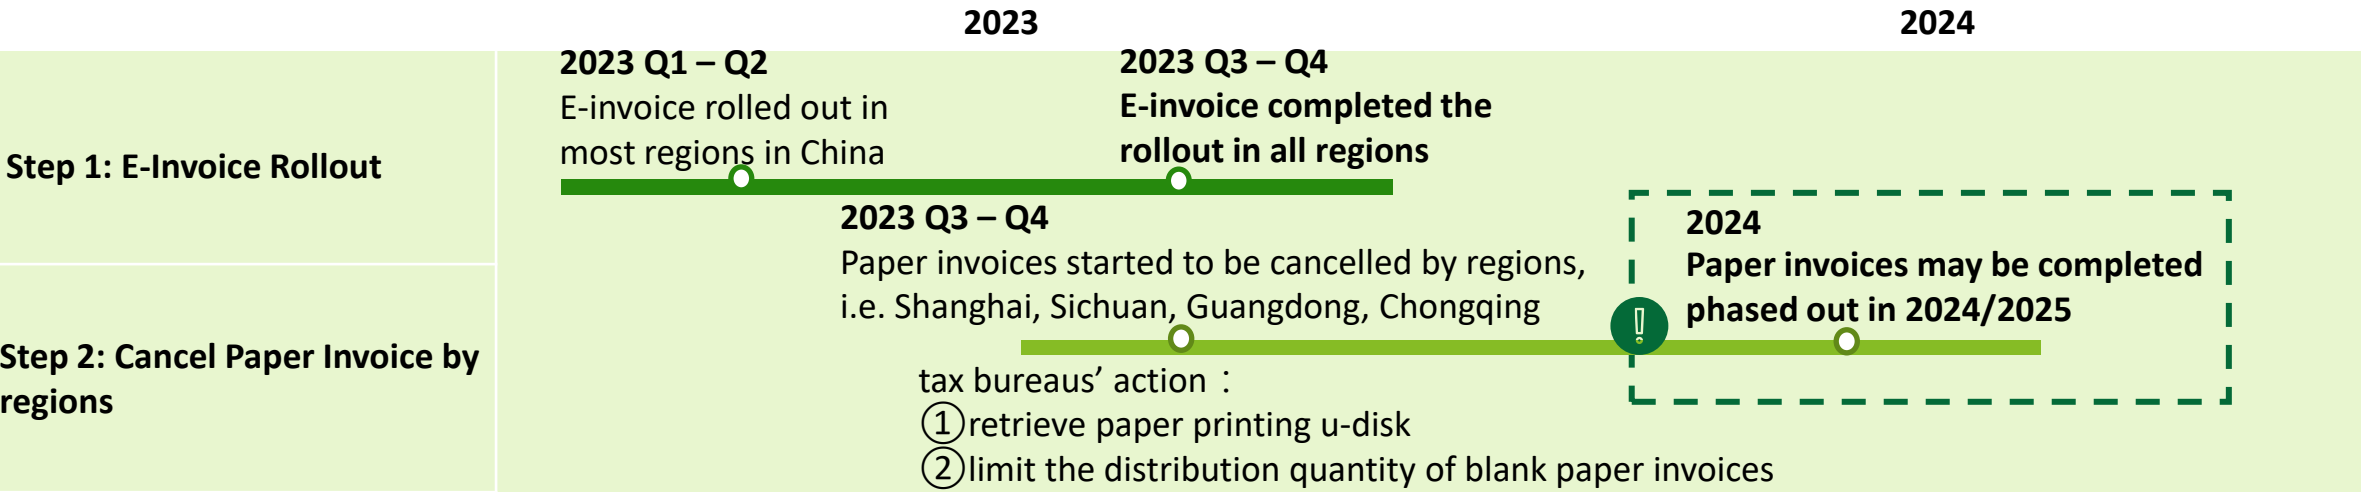 2023
2024
Step 1: E-Invoice Rollout
2023 Q1 – Q2
E-invoice rolled out in
most regions in China
2023 Q3 – Q4
E-invoice completed the
rollout in all regions
Step 2: Cancel Paper Invoice by
regions
2023 Q3 – Q4
Paper invoices started to be cancelled by regions,
i.e. Shanghai, Sichuan, Guangdong, Chongqing
tax bureaus’ action：
①retrieve paper printing u-disk
②limit the distribution quantity of blank paper invoices
!
2024
Paper invoices may be completed
phased out in 2024/2025